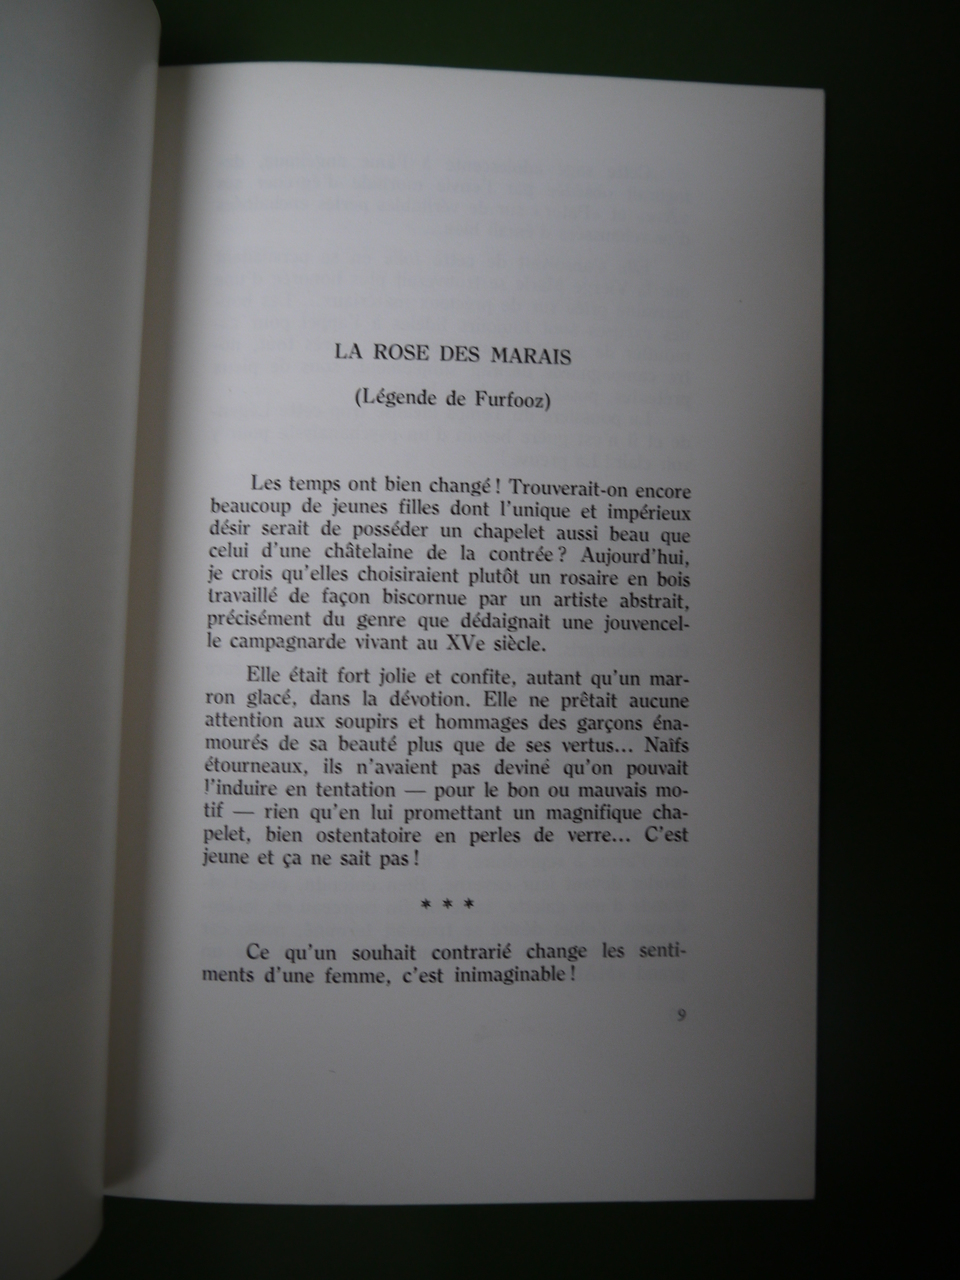 LA ROSE DES MARAIS
(Légende de Furfooz)
Les temps ont bien changé ! Trouverait-on encore
beaucoup de jeunes filles dont l'unique et impérieux
désir serait de posséder un chapelet aussi beau que
celui d'une châtelaine de la contrée ? Aujourd'hui,
je crois qu'elles choisiraient plutôt un rosaire en bois
travaillé de façon biscornue par un artiste abstrait,
précisément du genre que dédaignait une jouvencel-
le campagnarde vivant au XVe siècle.
Elle était fort jolie et confite, autant qu'un mar-
ron glacé, dans la dévotion. Elle ne prêtait aucune
attention aux soupirs et hommages des garçons éna-
mourés de sa beauté plus que de ses vertus... Naïfs
étourneaux, ils n'avaient pas deviné qu'on pouvait
l'induire en tentation — pour le bon ou mauvais mo-
tif — rien qu'en lui promettant un magnifique cha-
pelet, bien ostentatoire en perles de verre... C'est
jeune et ça ne sait pas !
* * *
Ce qu'un souhait contrarié change les senti-
ments d'une femme, c'est inimaginable !
9